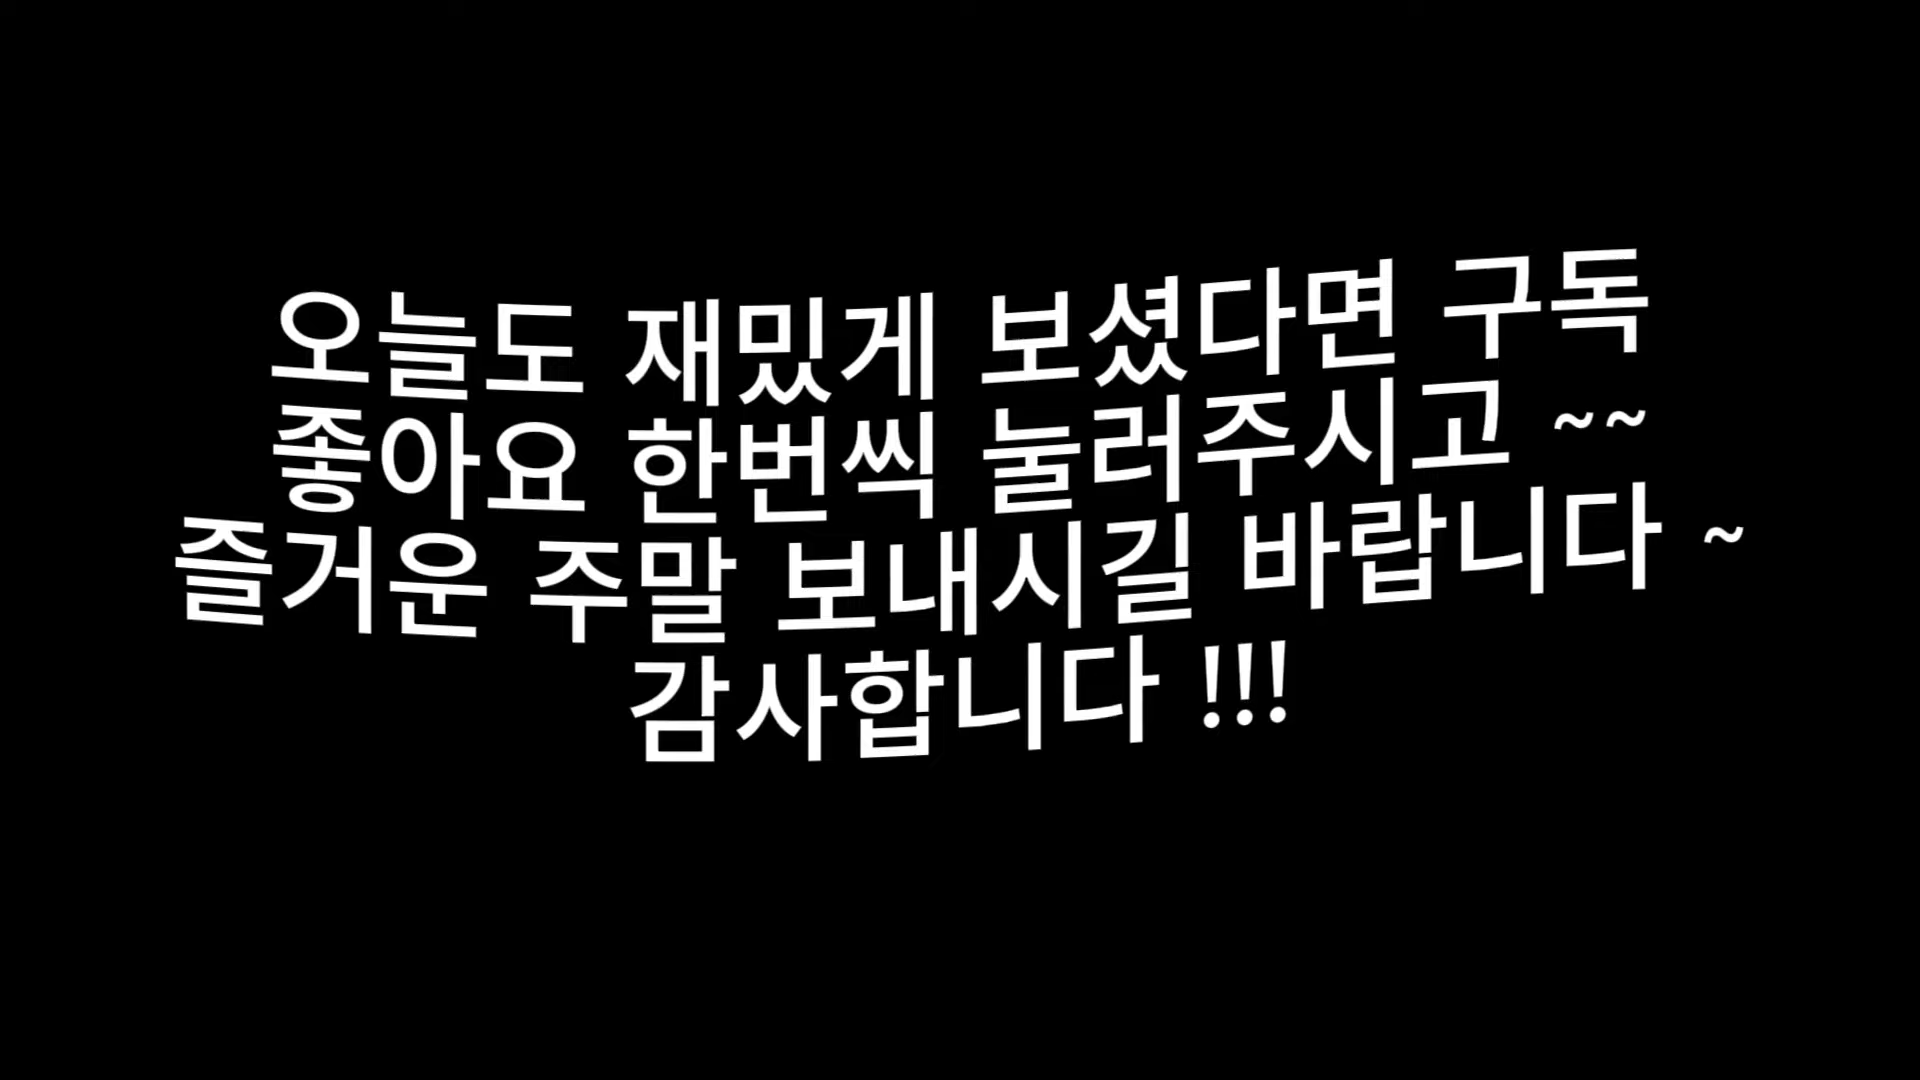 오늘도 재밌게 보셨다면 구독
좋아요 한번씩 눌러주시고 ~~
즐거운 주말 보내시길 바랍니다 ~
감사합니다 !!!